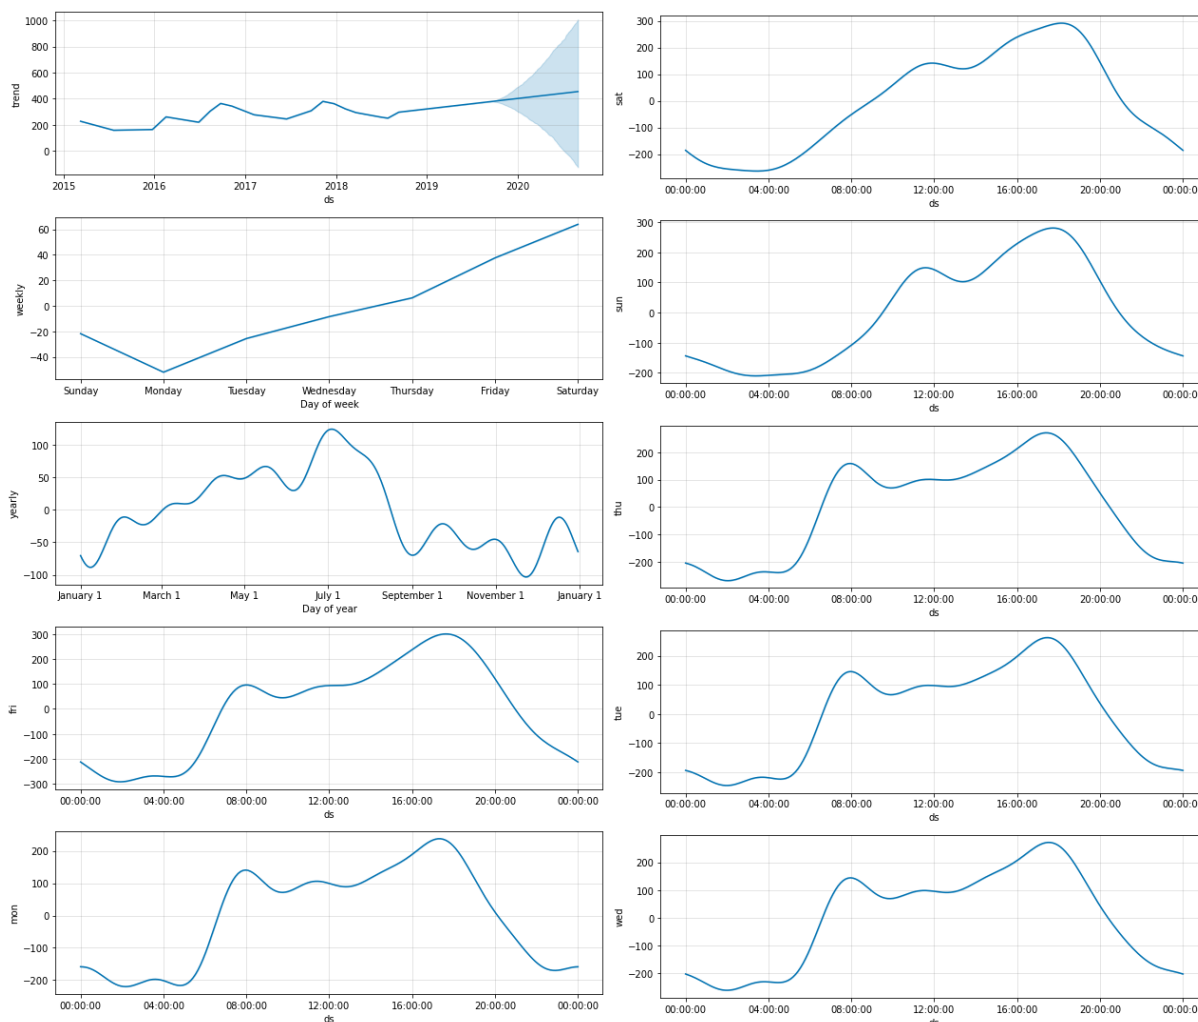 1000
800
600
400
200
0
trend
2015 2016 2017 2018 2019 2020
ds
60
40
20
0
−20
−40
weekly
Sunday Monday Tuesday Wednesday Thursday Friday Saturday
Day of week
100
50
0
−50
−100
yearly
January 1 March 1 May 1 July 1 September 1 November 1 January 1
Day of year
300
200
100
0
−100
−200
−300
fri
00:00:00 04:00:00 08:00:00 12:00:00 16:00:00 20:00:00 00:00:00
ds
200
100
0
−100
−200
mon
00:00:00 04:00:00 08:00:00 12:00:00 16:00:00 20:00:00 00:00:00
ds
300
200
100
0
−100
−200
sat
00:00:00 04:00:00 08:00:00 12:00:00 16:00:00 20:00:00 00:00:00
ds
300
200
100
0
−100
−200
sun
00:00:00 04:00:00 08:00:00 12:00:00 16:00:00 20:00:00 00:00:00
ds
200
100
0
−100
−200
thu
00:00:00 04:00:00 08:00:00 12:00:00 16:00:00 20:00:00 00:00:00
ds
200
100
0
−100
−200
tue
00:00:00 04:00:00 08:00:00 12:00:00 16:00:00 20:00:00 00:00:00
ds
200
100
0
−100
−200
wed
00:00:00 04:00:00 08:00:00 12:00:00 16:00:00 20:00:00 00:00:00
ds